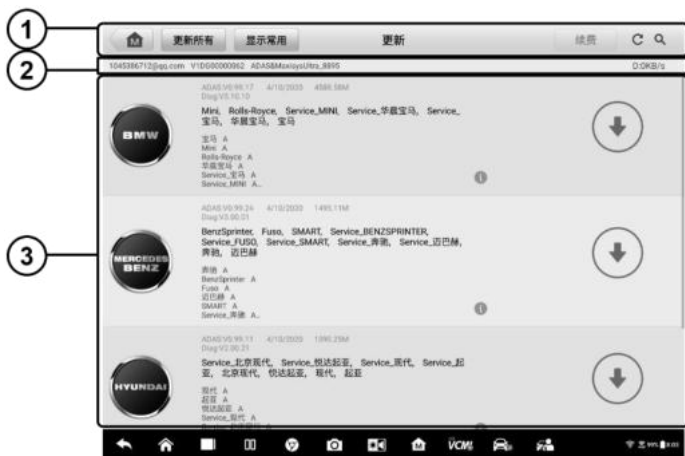 1
更新所有
显示常用
更新
续费
2
1045386712@qq.com V1DG00000062 ADAS&MaxisysUltra_8895
D:0KB/s
3
BMW
ADAS:V0.99.17 4/10/2020 4588.58M
Diag:V3.10.10
Mini, Rolls-Royce, Service_MINI, Service_华晨宝马, Service_
宝马, 华晨宝马, 宝马
宝马 A
Mini A
Rolls-Royce A
华晨宝马 A
Service_宝马 A
Service_MINI A..
MERCEDES
BENZ
ADAS:V0.99.24 4/10/2020 1495.11M
Diag:V3.00.21
BenzSprinter, Fuso, SMART, Service_BENZSPRINTER,
Service_FUSO, Service_SMART, Service_奔驰, Service_迈巴赫,
奔驰, 迈巴赫
奔驰 A
BenzSprinter A
Fuso A
迈巴赫 A
SMART A
Service_奔驰 A..
HYUNDAI
ADAS:V0.99.11 4/10/2020 1090.25M
Diag:V2.00.21
Service_北京现代, Service_悦达起亚, Service_现代, Service_起
亚, 北京现代, 悦达起亚, 现代, 起亚
现代 A
起亚 A
悦达起亚 A
Service_现代 A
VCMI